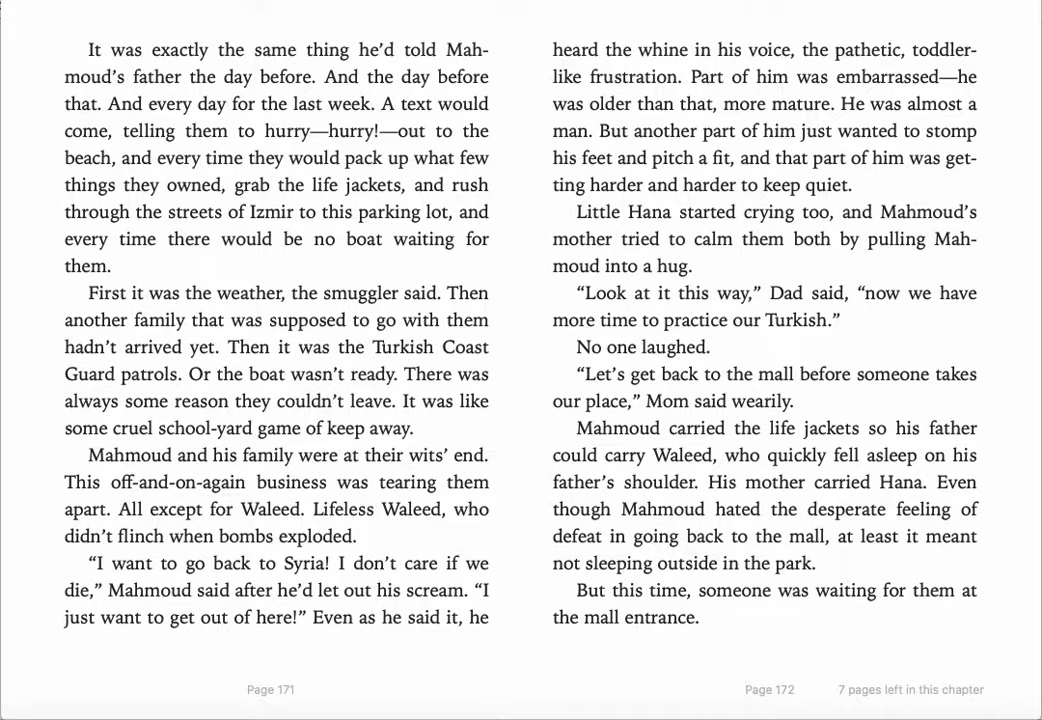 It was exactly the same thing he’d told Mah-
moud’s father the day before. And the day before
that. And every day for the last week. A text would
come, telling them to hurry—hurry!—out to the
beach, and every time they would pack up what few
things they owned, grab the life jackets, and rush
through the streets of Izmir to this parking lot, and
every time there would be no boat waiting for
them.
First it was the weather, the smuggler said. Then
another family that was supposed to go with them
hadn’t arrived yet. Then it was the Turkish Coast
Guard patrols. Or the boat wasn’t ready. There was
always some reason they couldn’t leave. It was like
some cruel school-yard game of keep away.
Mahmoud and his family were at their wits’ end.
This off-and-on-again business was tearing them
apart. All except for Waleed. Lifeless Waleed, who
didn’t flinch when bombs exploded.
“I want to go back to Syria! I don’t care if we
die,” Mahmoud said after he’d let out his scream. “I
just want to get out of here!” Even as he said it, he
Page 171
heard the whine in his voice, the pathetic, toddler-
like frustration. Part of him was embarrassed—he
was older than that, more mature. He was almost a
man. But another part of him just wanted to stomp
his feet and pitch a fit, and that part of him was get-
ting harder and harder to keep quiet.
Little Hana started crying too, and Mahmoud’s
mother tried to calm them both by pulling Mah-
moud into a hug.
“Look at it this way,” Dad said, “now we have
more time to practice our Turkish.”
No one laughed.
“Let’s get back to the mall before someone takes
our place,” Mom said wearily.
Mahmoud carried the life jackets so his father
could carry Waleed, who quickly fell asleep on his
father’s shoulder. His mother carried Hana. Even
though Mahmoud hated the desperate feeling of
defeat in going back to the mall, at least it meant
not sleeping outside in the park.
But this time, someone was waiting for them at
the mall entrance.
Page 172 7 pages left in this chapter